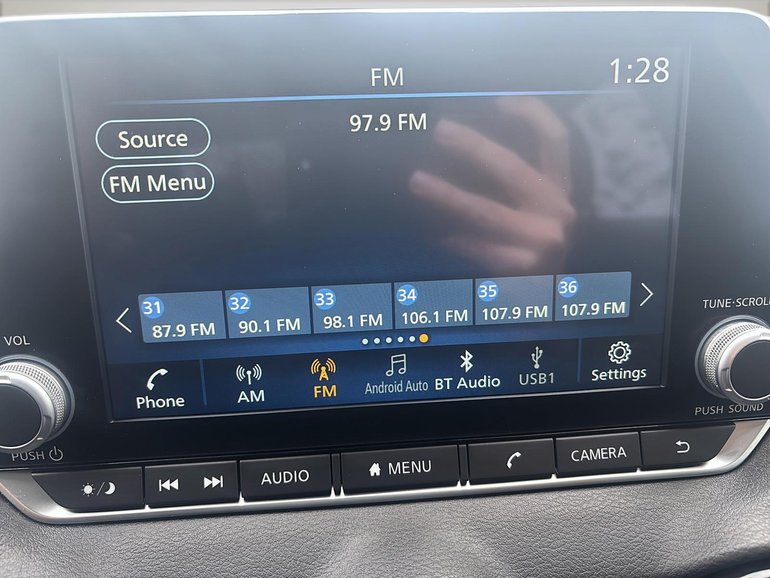 FM
1:28
97.9 FM
Source
FM Menu
31 32 33 34 35 36
87.9 FM 90.1 FM 98.1 FM 106.1 FM 107.9 FM 107.9 FM
Phone AM FM Android Auto BT Audio USB1 Settings
VOL
PUSH
TUNE·SCROLL
PUSH SOUND
AUDIO MENU CAMERA